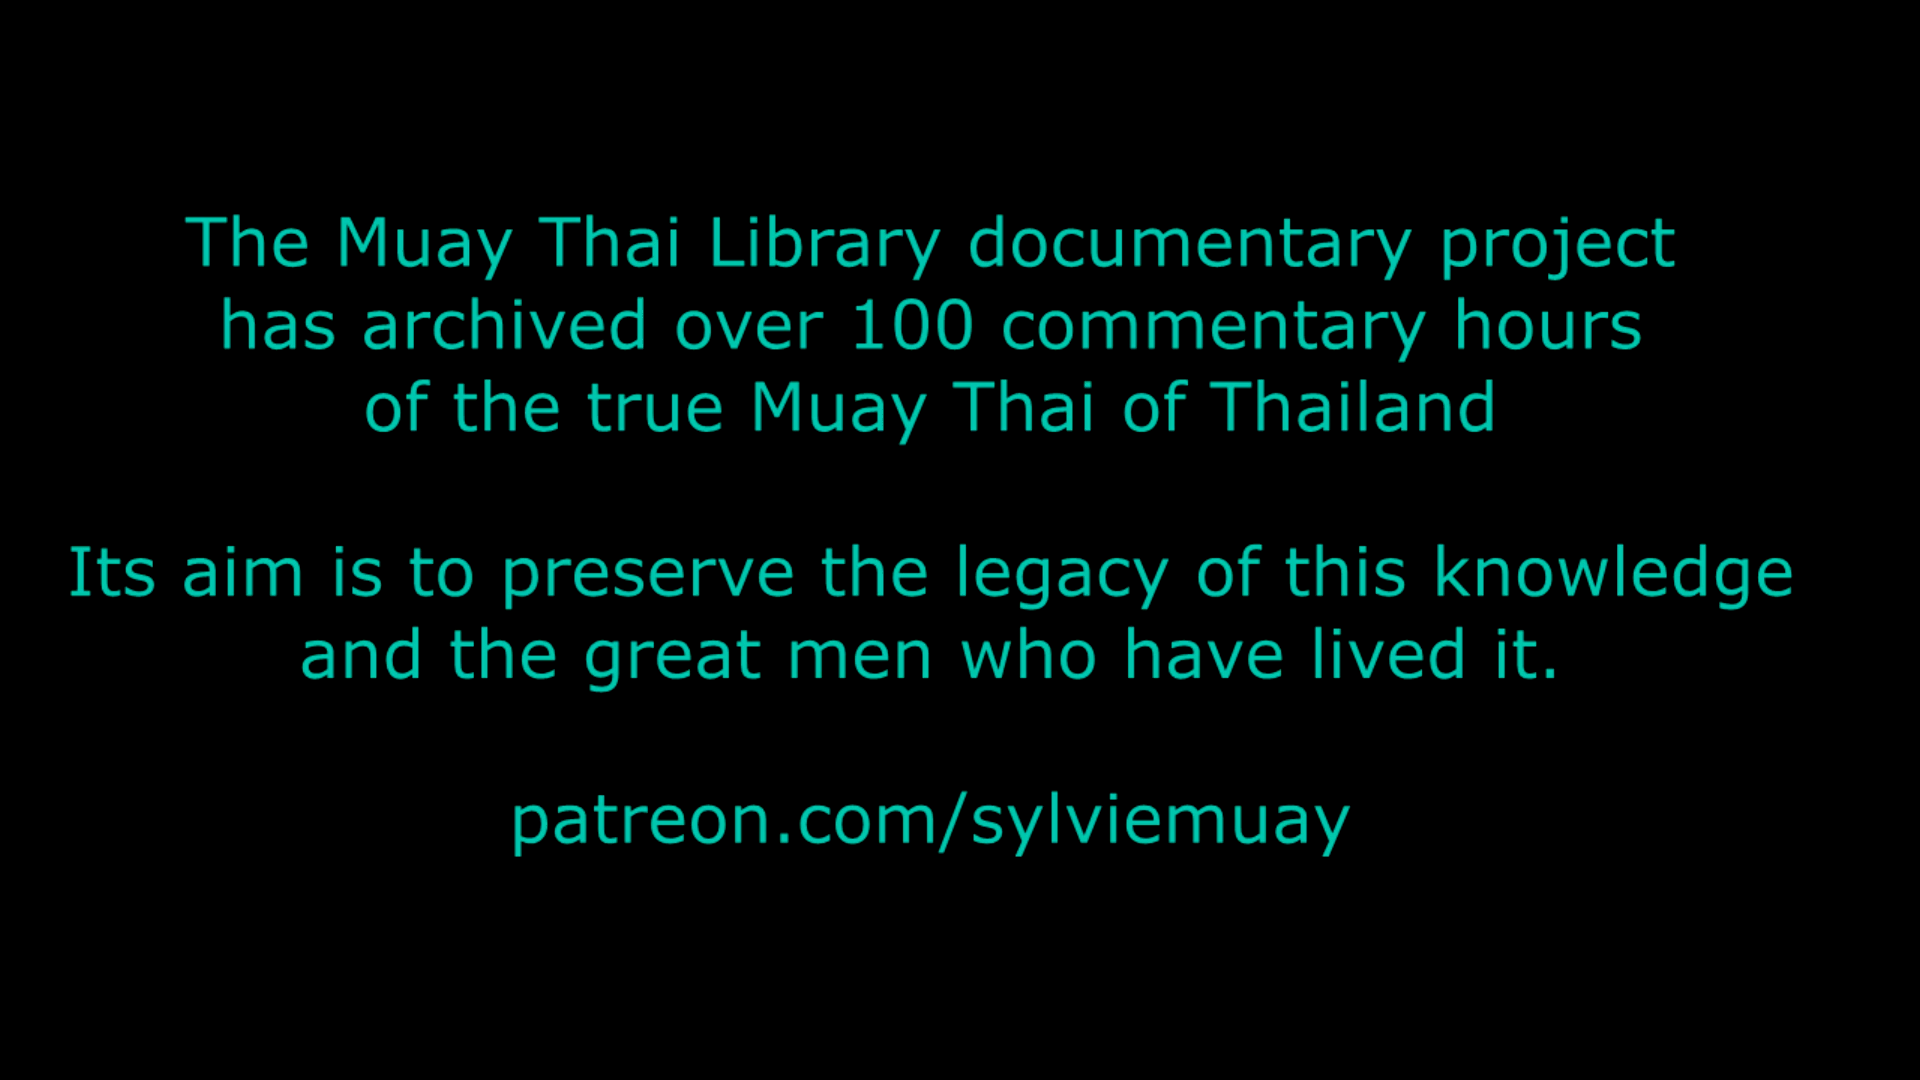 The Muay Thai Library documentary project
has archived over 100 commentary hours
of the true Muay Thai of Thailand
Its aim is to preserve the legacy of this knowledge
and the great men who have lived it.
patreon.com/sylviemuay